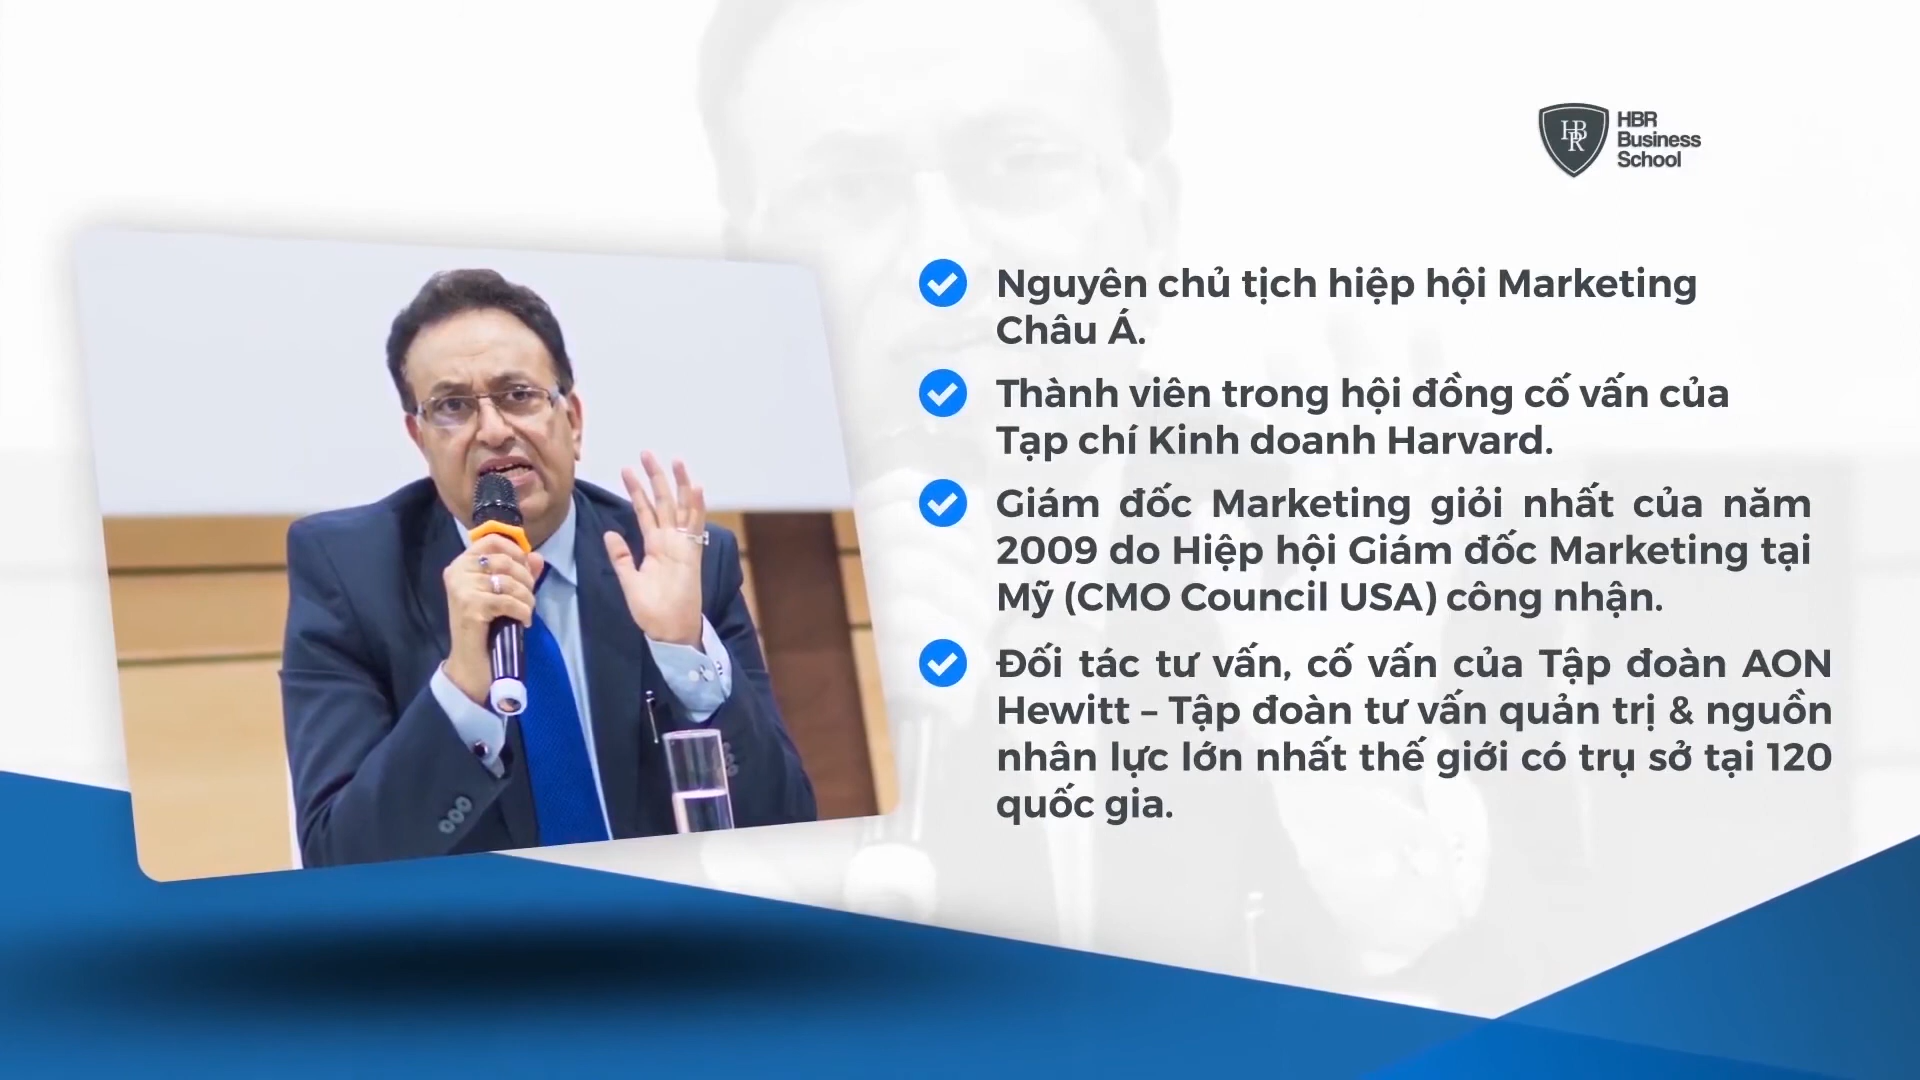 HBR
Business
School
HBR
Nguyên chủ tịch hiệp hội Marketing
Châu Á.
Thành viên trong hội đồng cố vấn của
Tạp chí Kinh doanh Harvard.
Giám đốc Marketing giỏi nhất của năm
2009 do Hiệp hội Giám đốc Marketing tại
Mỹ (CMO Council USA) công nhận.
Đối tác tư vấn, cố vấn của Tập đoàn AON
Hewitt – Tập đoàn tư vấn quản trị & nguồn
nhân lực lớn nhất thế giới có trụ sở tại 120
quốc gia.